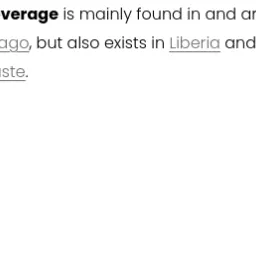 verage is mainly found in and ar
ago, but also exists in Liberia and
ste.